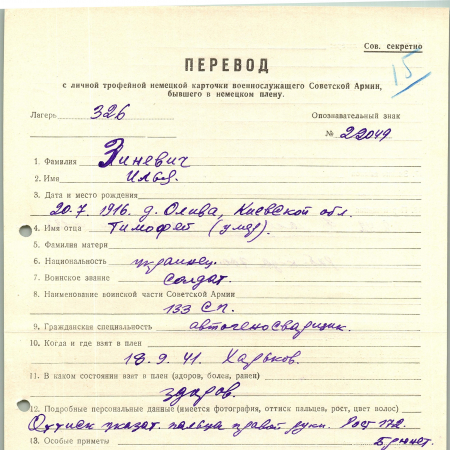 Сов. секретно
15
ПЕРЕВОД
с личной трофейной немецкой карточки военнослужащего Советской Армии,
бывшего в немецком плену.
Лагерь 326 Опознавательный знак
№ 22049
1. Фамилия Зиневич
2. Имя Илья.
3. Дата и место рождения
20.7. 1916. д. Олива, Киевской обл.
4. Имя отца Тимофей (умер).
5. Фамилия матери
6. Национальность украинец.
7. Воинское звание солдат.
8. Наименование воинской части Советской Армии
133 СП.
9. Гражданская специальность автогеносварщик.
10. Когда и где взят в плен
18. 9. 41. Харьков.
11. В каком состоянии взят в плен (здоров, болен, ранен)
здоров.
12. Подробные персональные данные (имеется фотография, оттиск пальцев, рост, цвет волос)
Оттиск указат. пальца правой руки. Рост 172.
13. Особые приметы Брюнет.